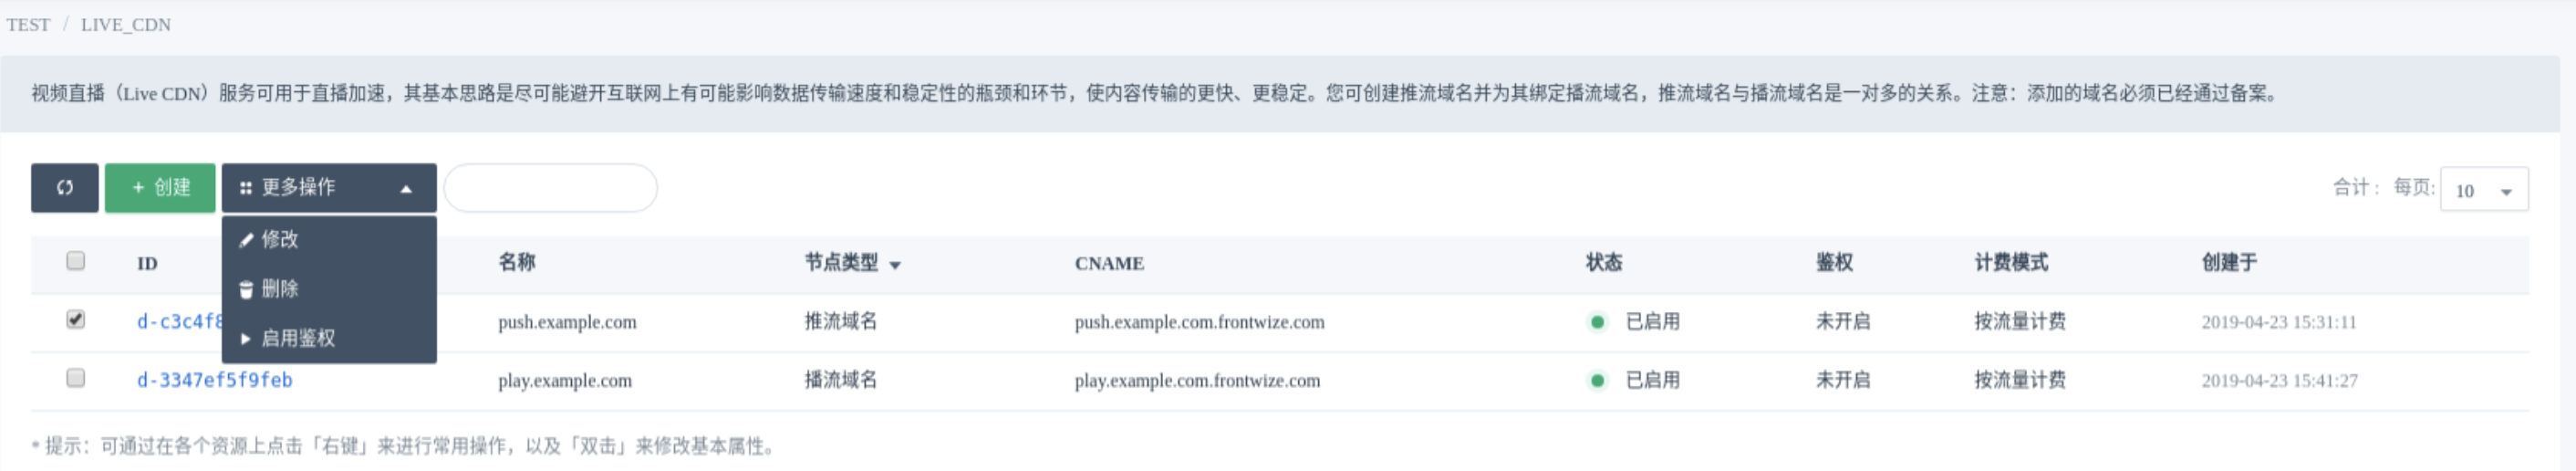 TEST / LIVE_CDN
视频直播（Live CDN）服务可用于直播加速，其基本思路是尽可能避开互联网上有可能影响数据传输速度和稳定性的瓶颈和环节，使内容传输的更快、更稳定。您可创建推流域名并为其绑定播流域名，推流域名与播流域名是一对多的关系。注意：添加的域名必须已经通过备案。
+ 创建 更多操作 合计： 每页: 10
修改
删除
启用鉴权
ID 名称 节点类型 CNAME 状态 鉴权 计费模式 创建于
d-c3c4f8 push.example.com 推流域名 push.example.com.frontwize.com 已启用 未开启 按流量计费 2019-04-23 15:31:11
d-3347ef5f9feb play.example.com 播流域名 play.example.com.frontwize.com 已启用 未开启 按流量计费 2019-04-23 15:41:27
* 提示：可通过在各个资源上点击「右键」来进行常用操作，以及「双击」来修改基本属性。